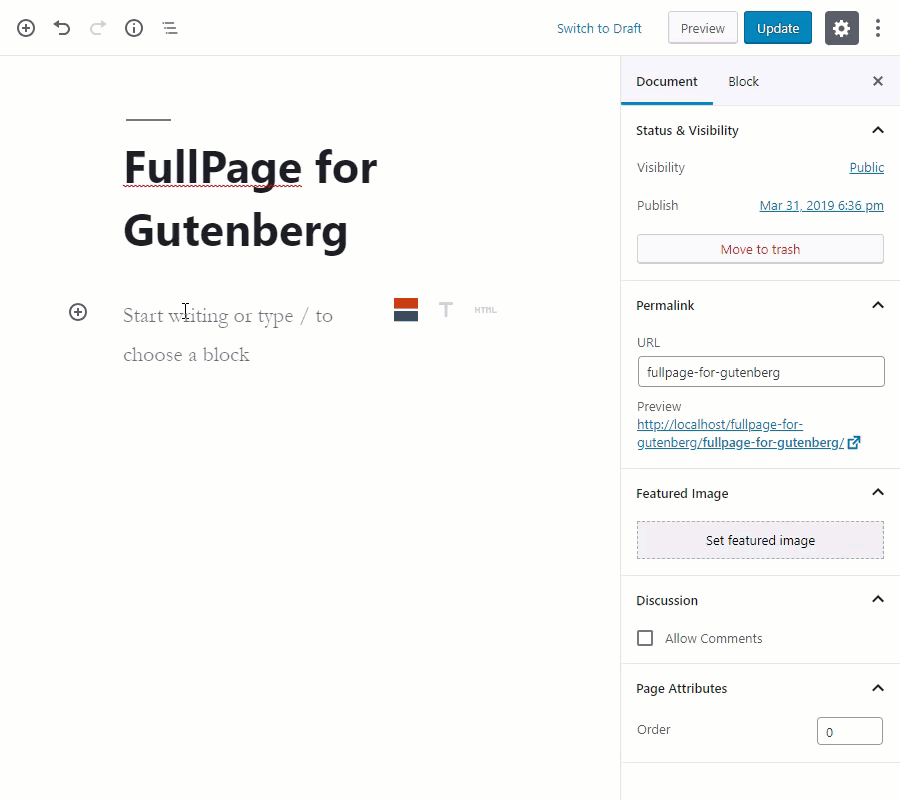 Switch to Draft Preview Update
Document Block
FullPage for
Gutenberg
Start writing or type / to
choose a block
T HTML
Status & Visibility
Visibility Public
Publish Mar 31, 2019 6:36 pm
Move to trash
Permalink
URL
fullpage-for-gutenberg
Preview
http://localhost/fullpage-for-
gutenberg/fullpage-for-gutenberg/
Featured Image
Set featured image
Discussion
Allow Comments
Page Attributes
Order 0